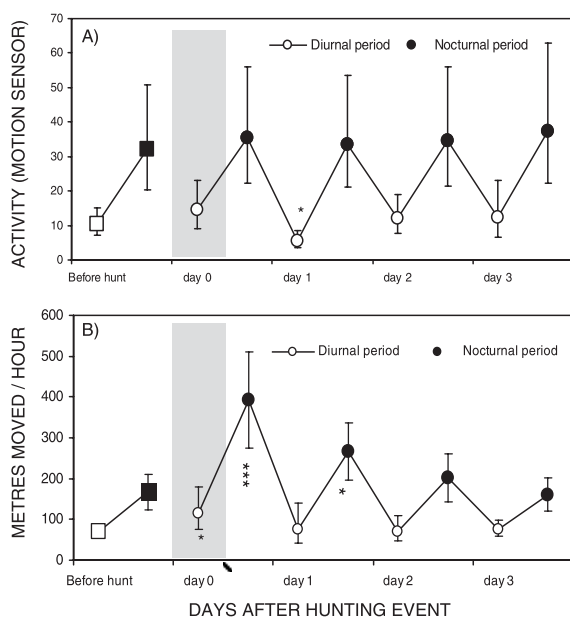 70
60
50
40
30
20
10
0
ACTIVITY (MOTION SENSOR)
A)
Diurnal period
Nocturnal period
*
Before hunt
day 0
day 1
day 2
day 3
600
500
400
300
200
100
0
METRES MOVED / HOUR
B)
Diurnal period
Nocturnal period
*
***
*
Before hunt
day 0
day 1
day 2
day 3
DAYS AFTER HUNTING EVENT